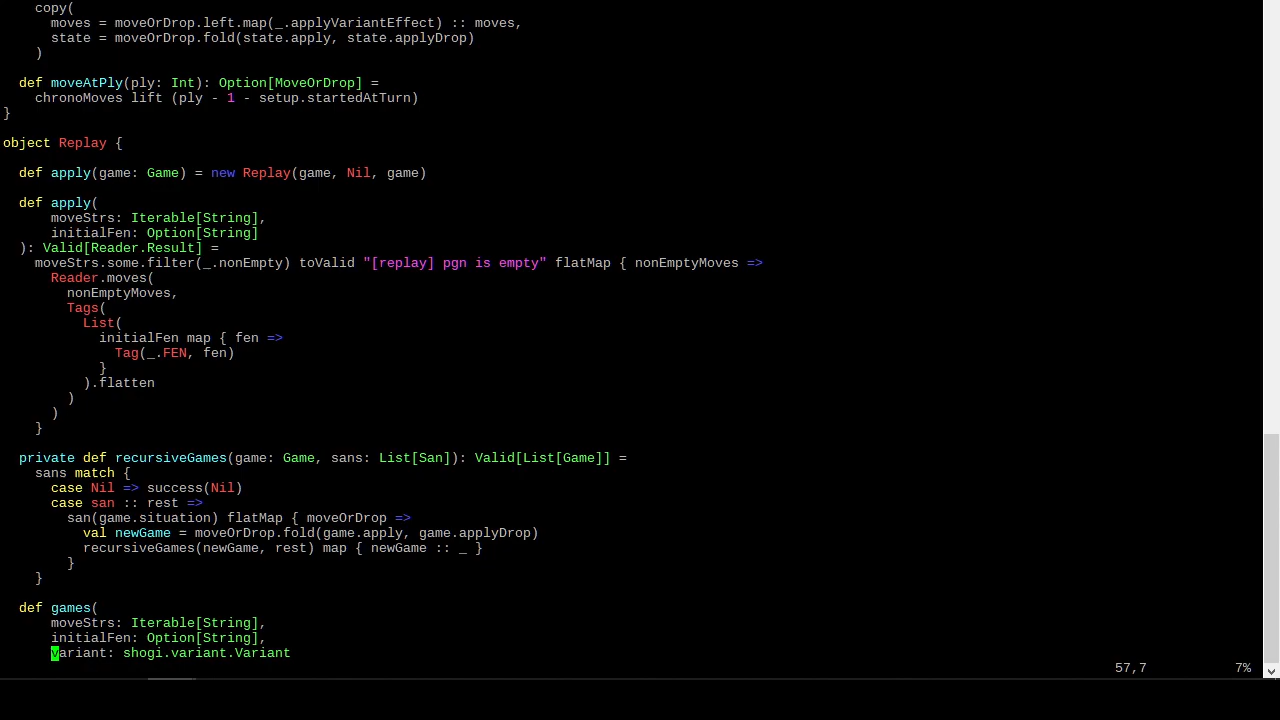 copy(
      moves = moveOrDrop.left.map(_.applyVariantEffect) :: moves,
      state = moveOrDrop.fold(state.apply, state.applyDrop)
    )
  def moveAtPly(ply: Int): Option[MoveOrDrop] =
    chronoMoves lift (ply - 1 - setup.startedAtTurn)
}
object Replay {
  def apply(game: Game) = new Replay(game, Nil, game)
  def apply(
      moveStrs: Iterable[String],
      initialFen: Option[String]
  ): Valid[Reader.Result] =
    moveStrs.some.filter(_.nonEmpty) toValid "[replay] pgn is empty" flatMap { nonEmptyMoves =>
      Reader.moves(
        nonEmptyMoves,
        Tags(
          List(
            initialFen map { fen =>
              Tag(_.FEN, fen)
            }
          ).flatten
        )
      )
    }
  private def recursiveGames(game: Game, sans: List[San]): Valid[List[Game]] =
    sans match {
      case Nil => success(Nil)
      case san :: rest =>
        san(game.situation) flatMap { moveOrDrop =>
          val newGame = moveOrDrop.fold(game.apply, game.applyDrop)
          recursiveGames(newGame, rest) map { newGame :: _ }
        }
    }
  def games(
      moveStrs: Iterable[String],
      initialFen: Option[String],
      variant: shogi.variant.Variant
57,7 7%